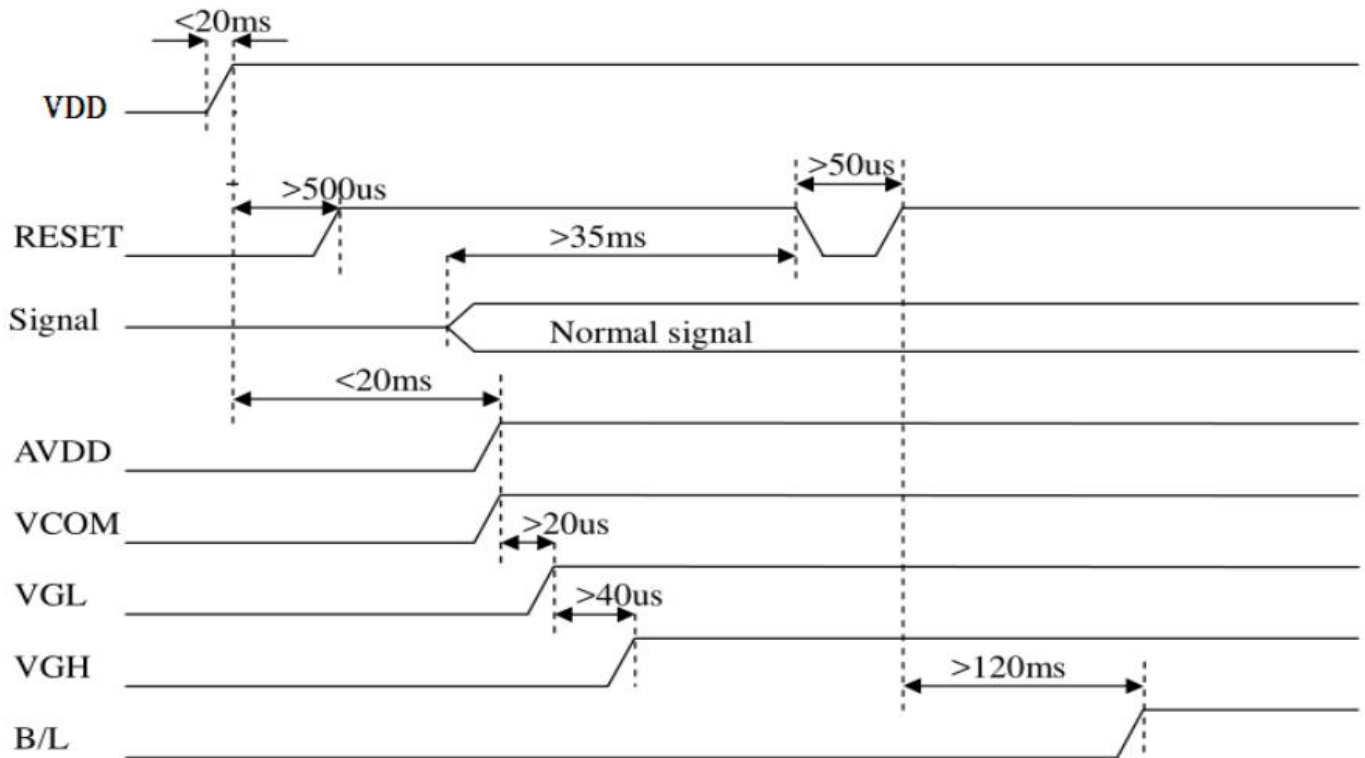 <20ms
VDD
>50us
>500us
RESET
>35ms
Signal
Normal signal
<20ms
AVDD
VCOM
>20us
VGL
>40us
VGH
>120ms
B/L